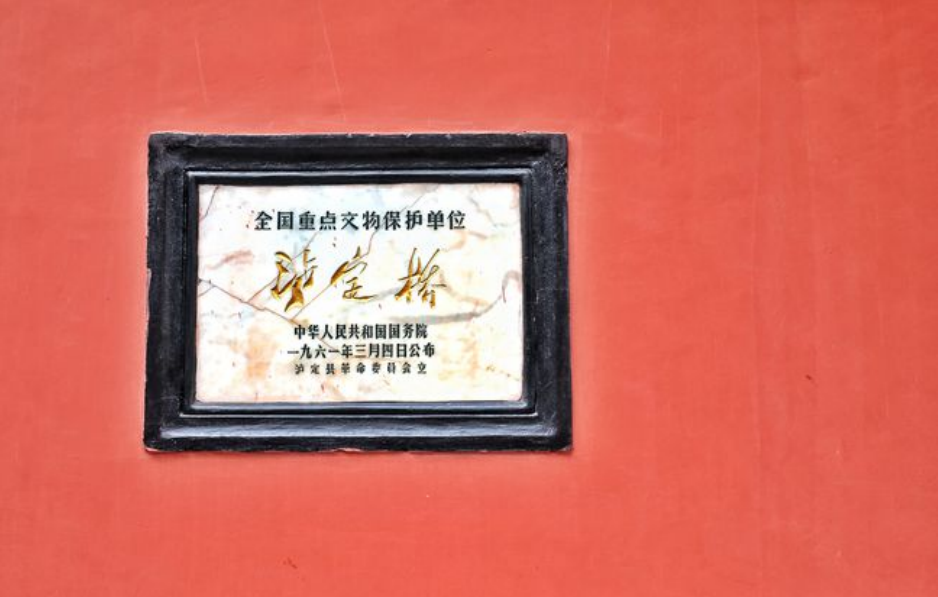 全国重点文物保护单位
泸定桥
中华人民共和国国务院
一九六一年三月四日公布
泸定县革命委员会立